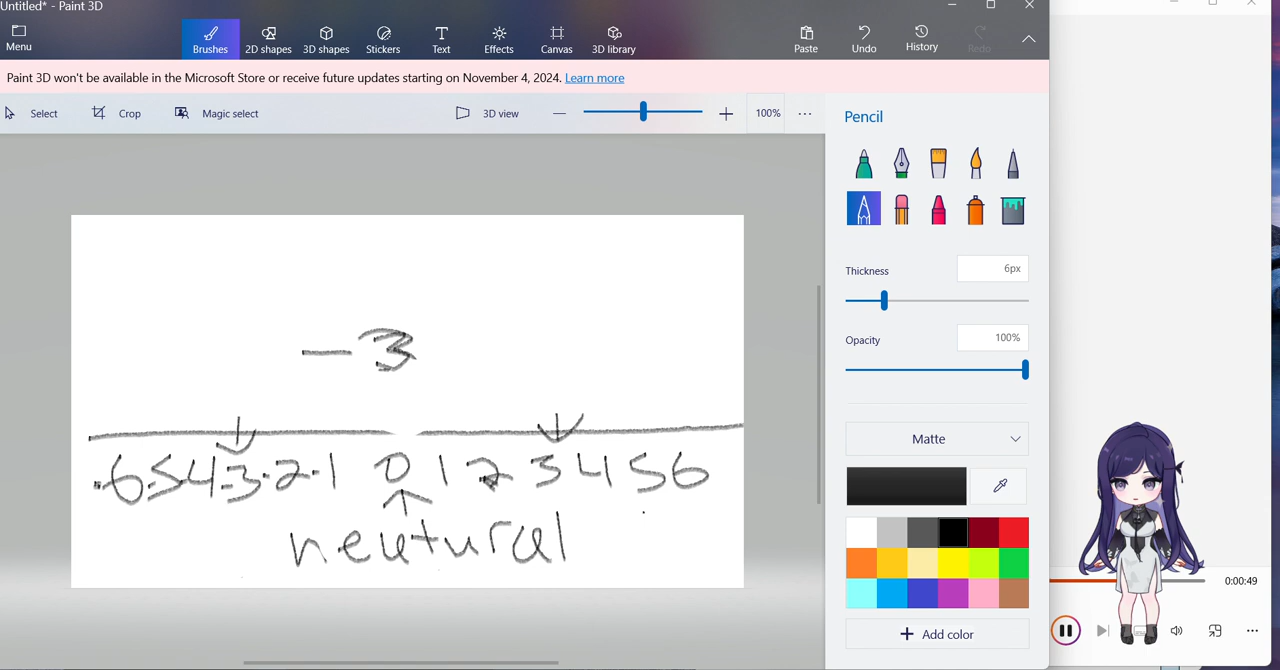 Untitled* - Paint 3D
Menu
Brushes 2D shapes 3D shapes Stickers Text Effects Canvas 3D library Paste Undo History Redo
Paint 3D won't be available in the Microsoft Store or receive future updates starting on November 4, 2024. Learn more
Select Crop Magic select 3D view 100% ...
Pencil
Thickness 6px
Opacity 100%
Matte
Add color
-3
-6-54-3-2-1 0 1 2 3 4 5 6
neutural
0:00:49